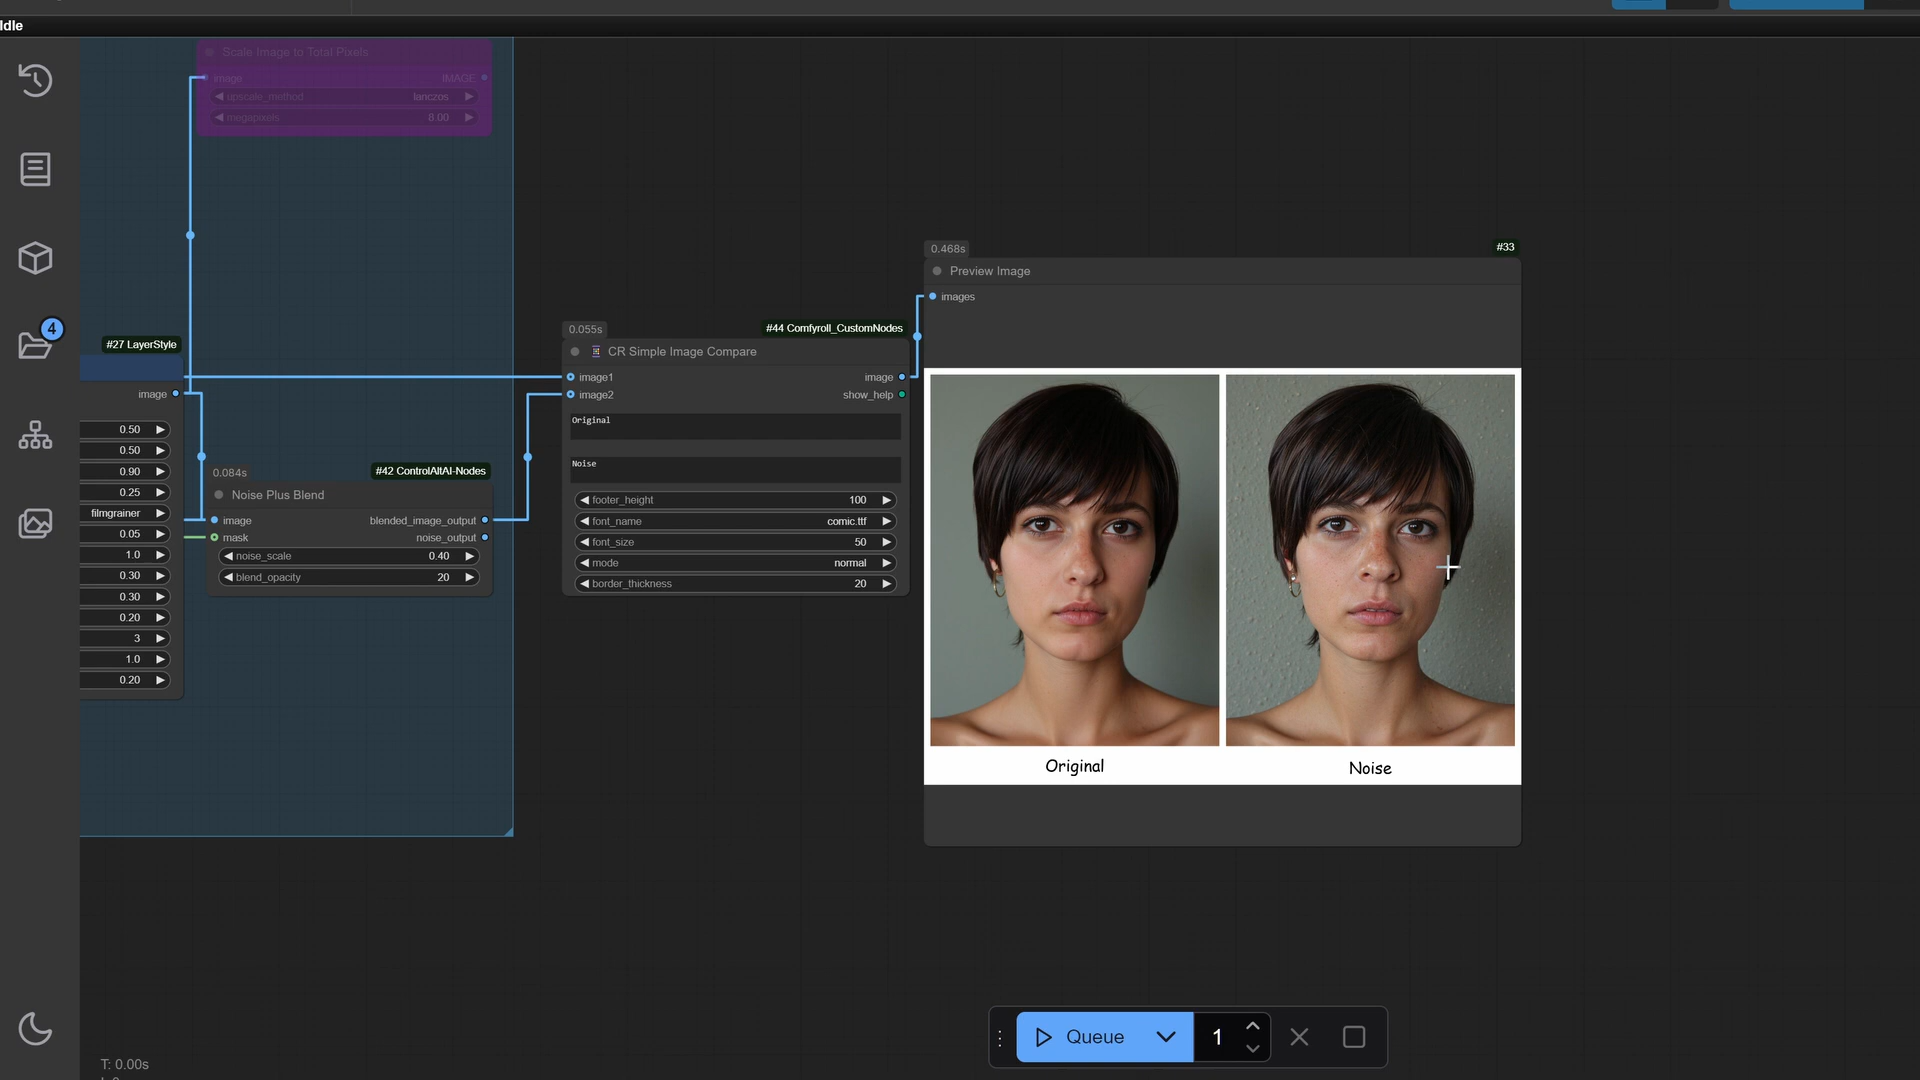 Idle
Scale Image to Total Pixels
image IMAGE
upscale_method lanczos
megapixels 8.00
4
#27 LayerStyle
image
0.50
0.50
0.90
0.25
filmgrainer
0.05
1.0
0.30
0.30
0.20
3
1.0
0.20
0.084s #42 ControlAltAI-Nodes
Noise Plus Blend
image blended_image_output
mask noise_output
noise_scale 0.40
blend_opacity 20
0.055s #44 Comfyroll_CustomNodes
CR Simple Image Compare
image1 image
image2 show_help
Original
Noise
footer_height 100
font_name comic.ttf
font_size 50
mode normal
border_thickness 20
0.468s #33
Preview Image
images
Original Noise
Queue 1
T: 0.00s